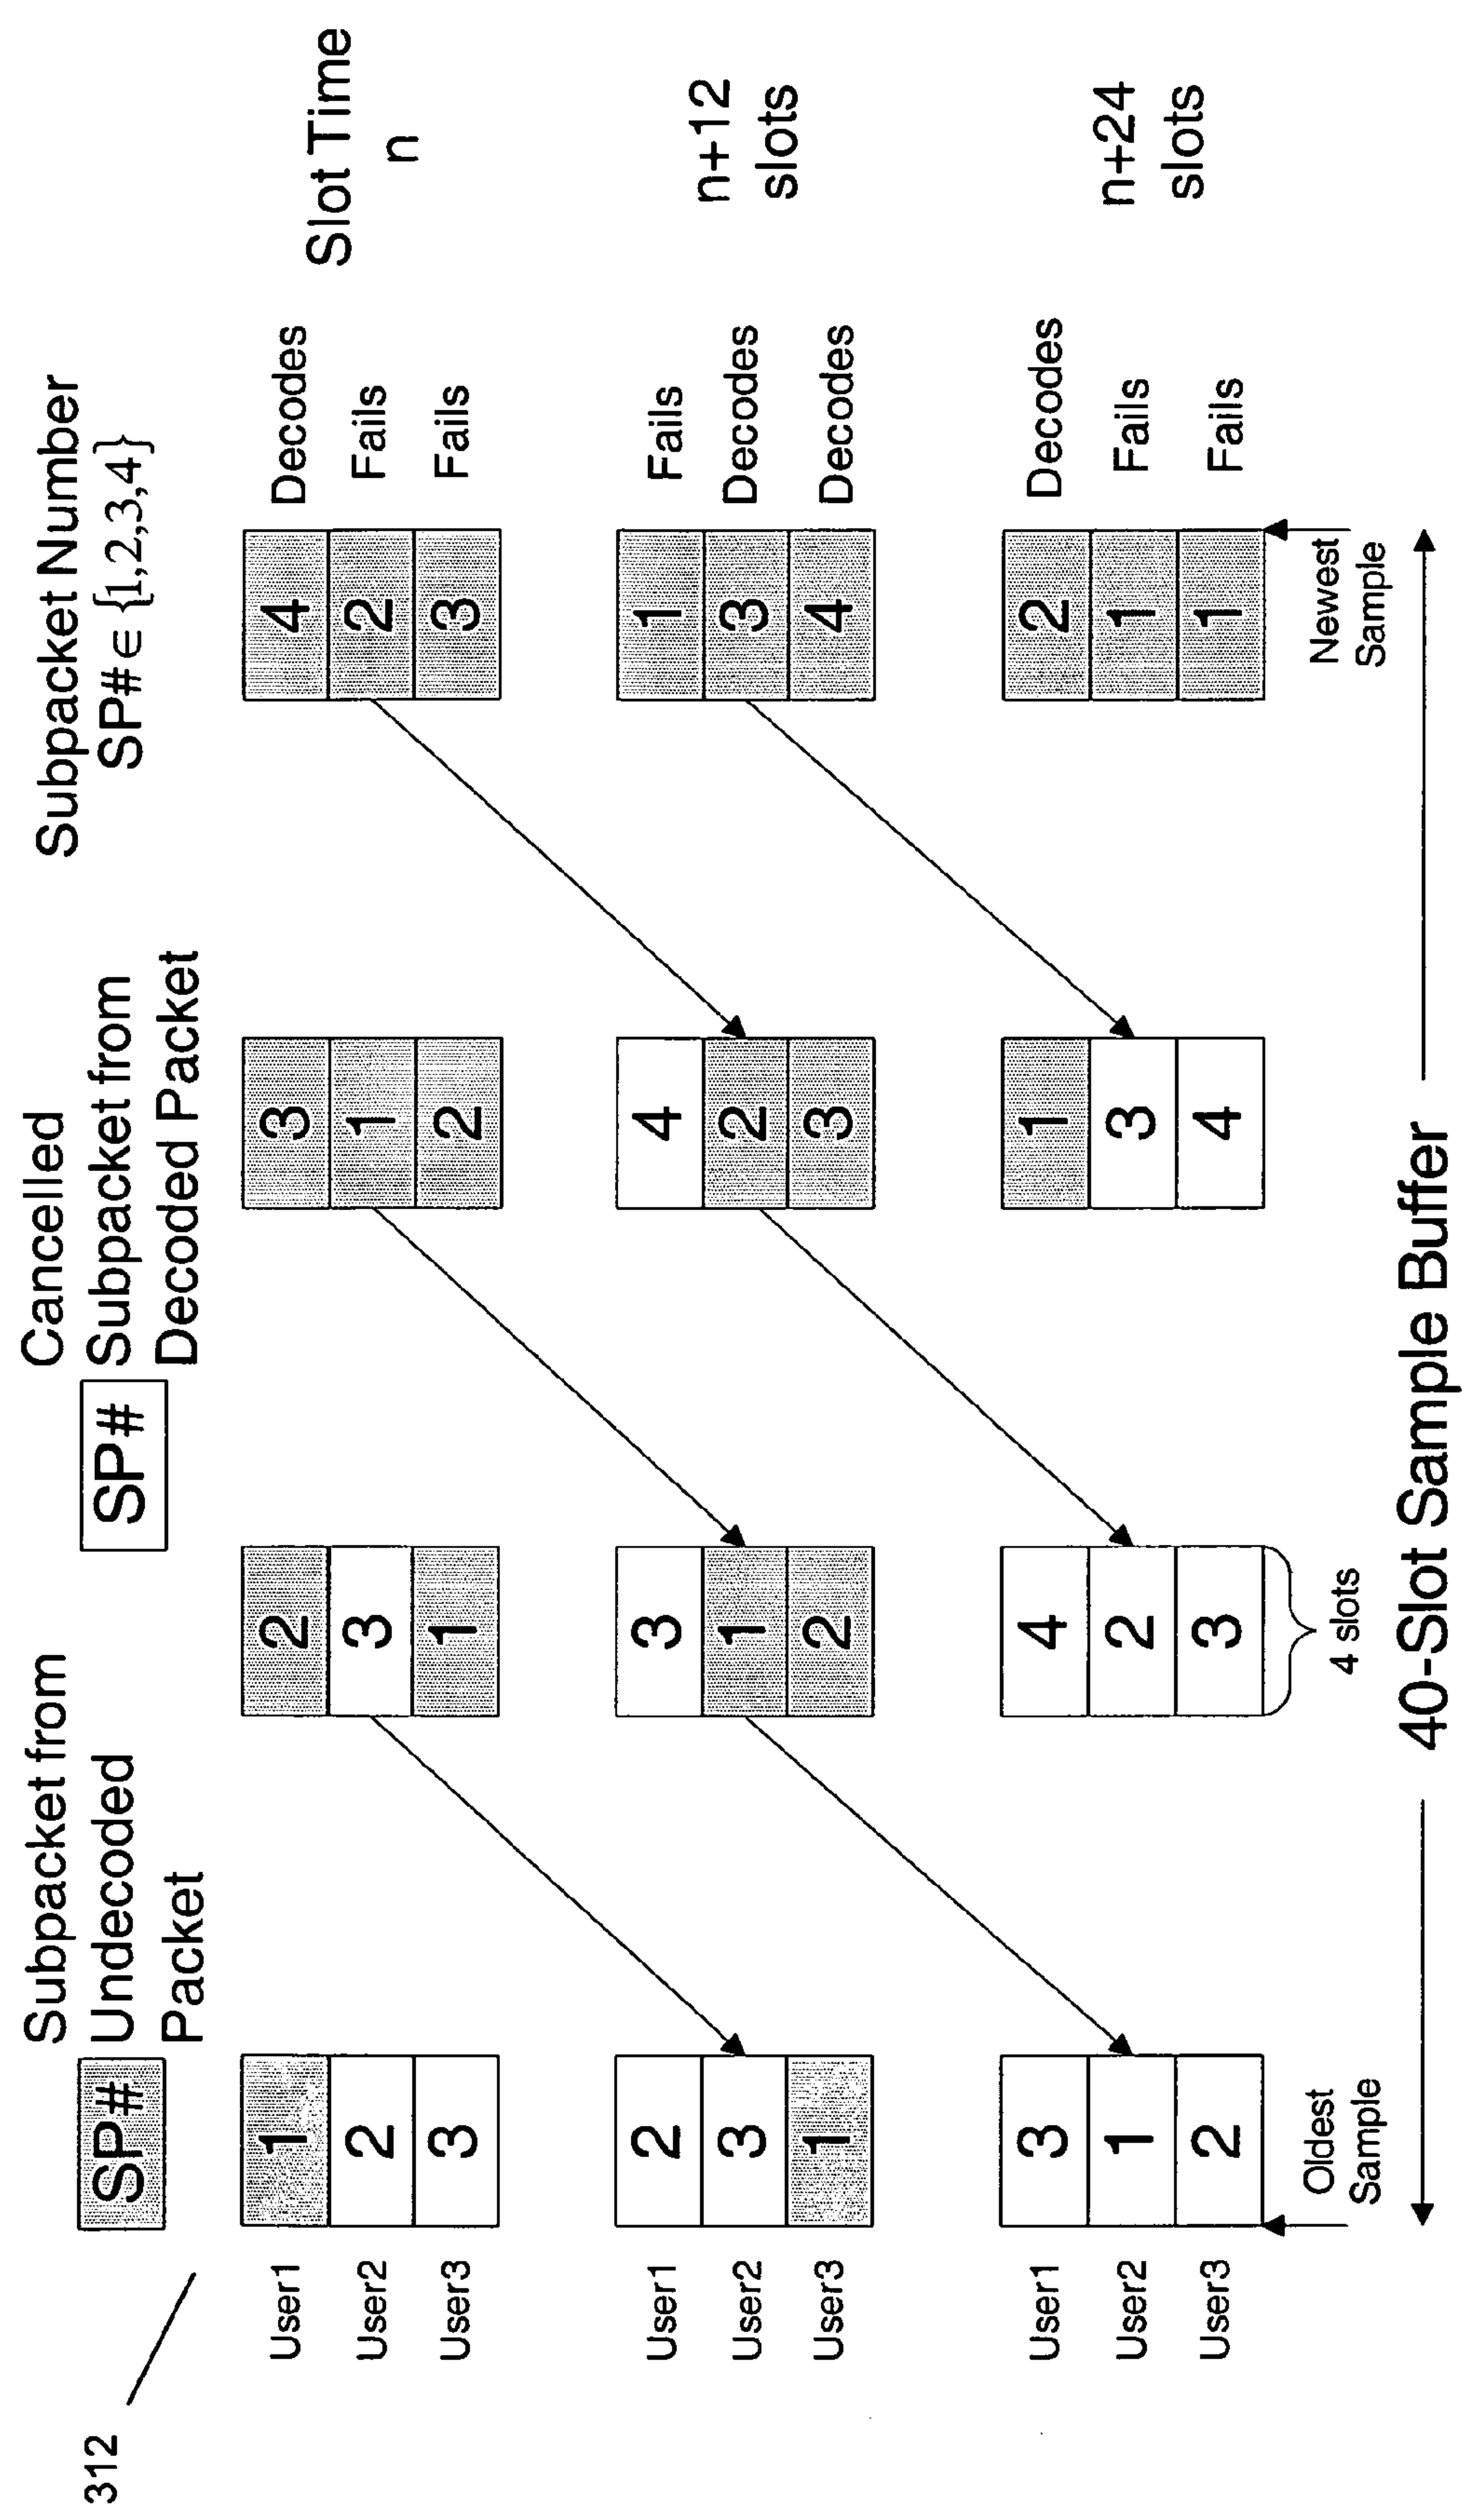 312
SP#
Subpacket from
Undecoded
Packet
SP#
Cancelled
Subpacket from
Decoded Packet
Subpacket Number
SP# ∈ {1,2,3,4}
Slot Time
User1 1 2 3 4 Decodes
User2 2 3 1 2 Fails
User3 3 1 2 3 Fails
n
User1 2 3 4 1 Fails
User2 3 1 2 3 Decodes
User3 1 2 3 4 Decodes
n+12
slots
User1 3 4 1 2 Decodes
User2 1 2 3 1 Fails
User3 2 3 4 1 Fails
n+24
slots
Oldest
Sample
4 slots
Newest
Sample
40-Slot Sample Buffer